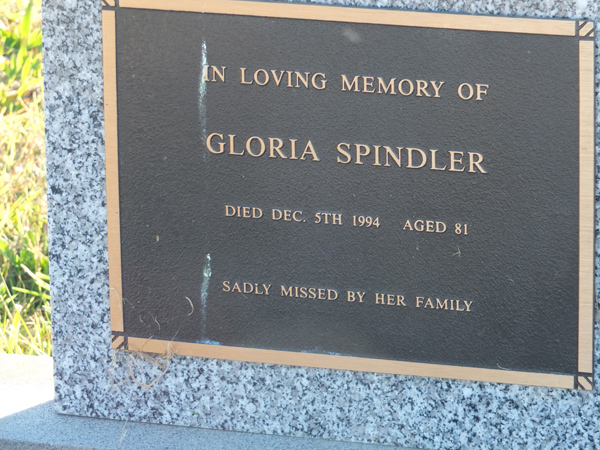 IN LOVING MEMORY OF
GLORIA SPINDLER
DIED DEC. 5TH 1994 AGED 81
SADLY MISSED BY HER FAMILY